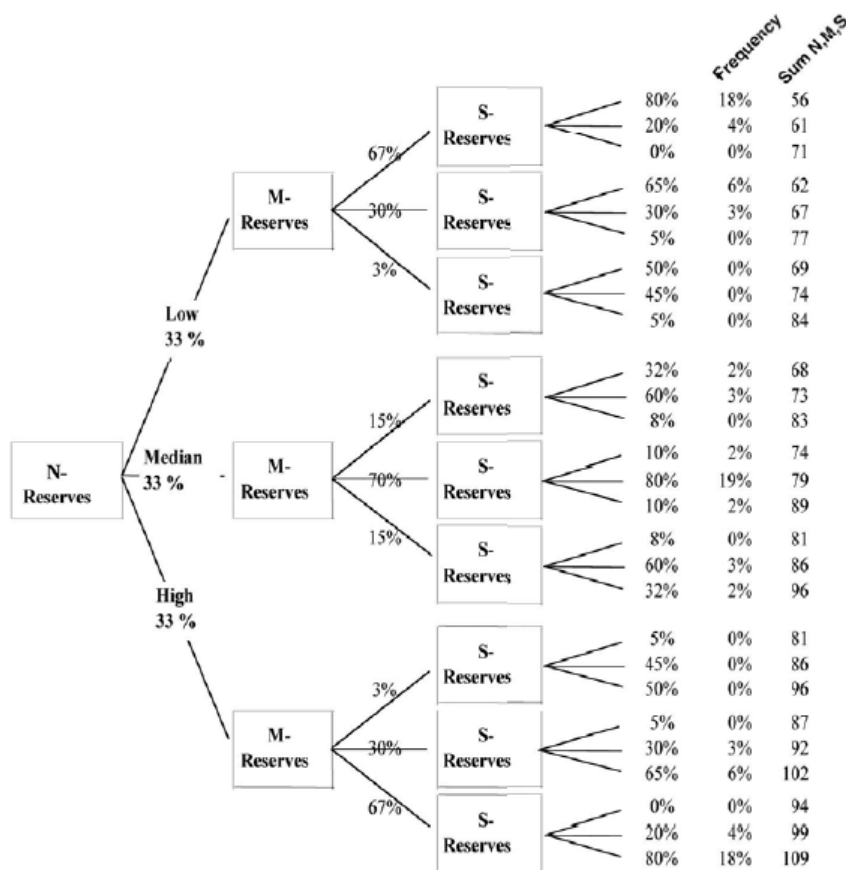 Frequency Sum N,M,S
80% 18% 56
S-
Reserves
20% 4% 61
0% 0% 71
67%
65% 6% 62
M-
Reserves
30%
S-
Reserves
30% 3% 67
5% 0% 77
3%
50% 0% 69
S-
Reserves
45% 0% 74
5% 0% 84
Low
33 %
32% 2% 68
S-
Reserves
60% 3% 73
8% 0% 83
15%
10% 2% 74
N-
Reserves
Median
33 %
M-
Reserves
70%
S-
Reserves
80% 19% 79
10% 2% 89
15%
8% 0% 81
S-
Reserves
60% 3% 86
32% 2% 96
High
33 %
5% 0% 81
S-
Reserves
45% 0% 86
50% 0% 96
3%
5% 0% 87
M-
Reserves
30%
S-
Reserves
30% 3% 92
65% 6% 102
67%
0% 0% 94
S-
Reserves
20% 4% 99
80% 18% 109